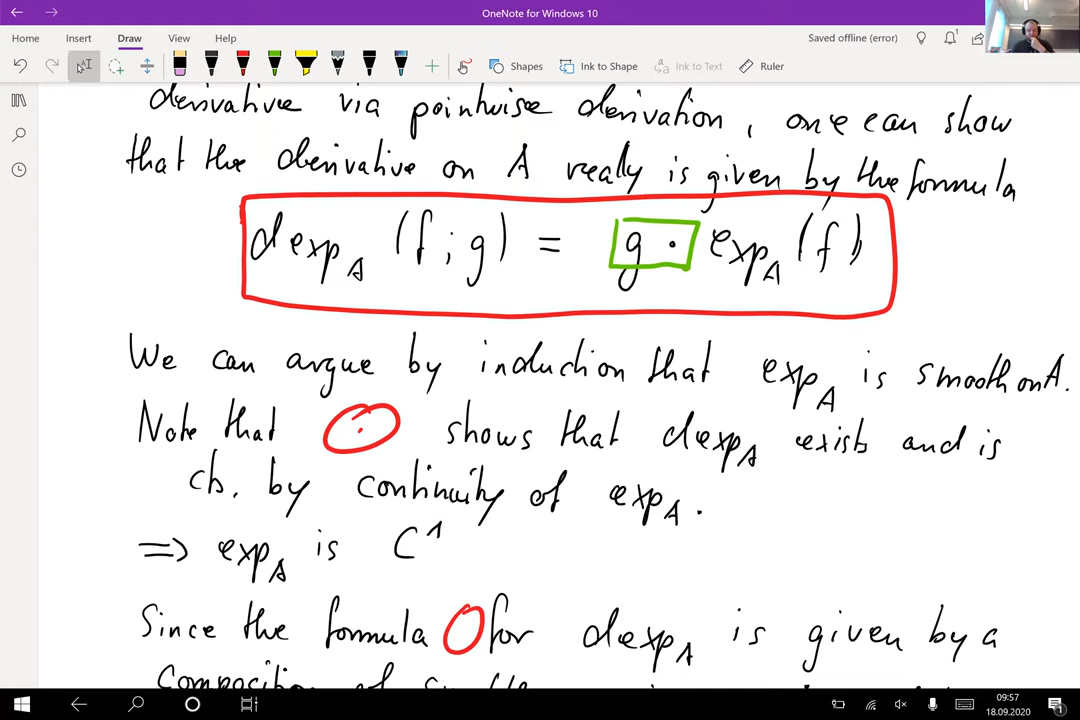 OneNote for Windows 10
Home Insert Draw View Help
Saved offline (error)
Shapes Ink to Shape Ink to Text Ruler
derivative via pointwise derivation, one can show
that the derivative on A really is given by the formula
dexp_A (f; g) = g · exp_A (f)
We can argue by induction that exp_A is smooth on A.
Note that shows that dexp_A exists and is
cts. by continuity of exp_A.
=> exp_A is C^1
Since the formula for dexp_A is given by a
composition of
09:57
18.09.2020